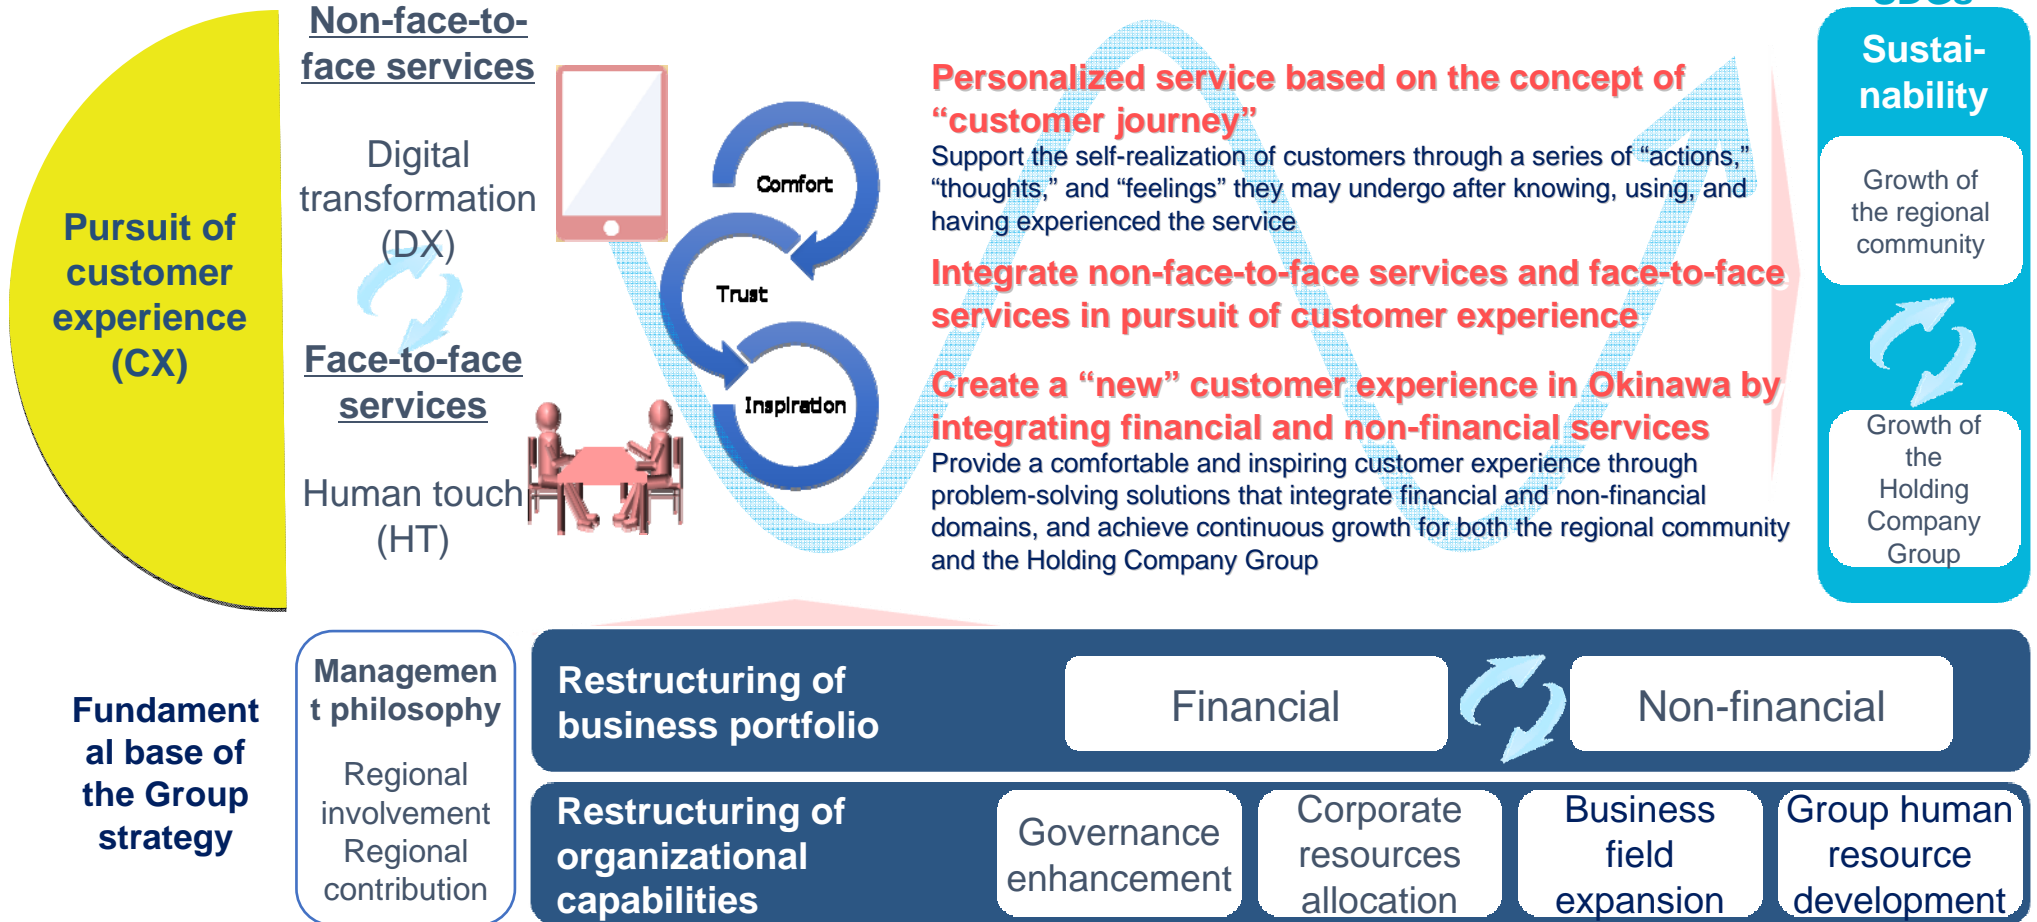 Pursuit of
customer
experience
(CX)
Non-face-to-
face services
Digital
transformation
(DX)
Face-to-face
services
Human touch
(HT)
Comfort
Trust
Inspiration
Personalized service based on the concept of
“customer journey”
Support the self-realization of customers through a series of “actions,”
“thoughts,” and “feelings” they may undergo after knowing, using, and
having experienced the service
Integrate non-face-to-face services and face-to-face
services in pursuit of customer experience
Create a “new” customer experience in Okinawa by
integrating financial and non-financial services
Provide a comfortable and inspiring customer experience through
problem-solving solutions that integrate financial and non-financial
domains, and achieve continuous growth for both the regional community
and the Holding Company Group
SDGs
Sustai-
nability
Growth of
the regional
community
Growth of
the
Holding
Company
Group
Fundament
al base of
the Group
strategy
Managemen
t philosophy
Regional
involvement
Regional
contribution
Restructuring of
business portfolio
Financial
Non-financial
Restructuring of
organizational
capabilities
Governance
enhancement
Corporate
resources
allocation
Business
field
expansion
Group human
resource
development